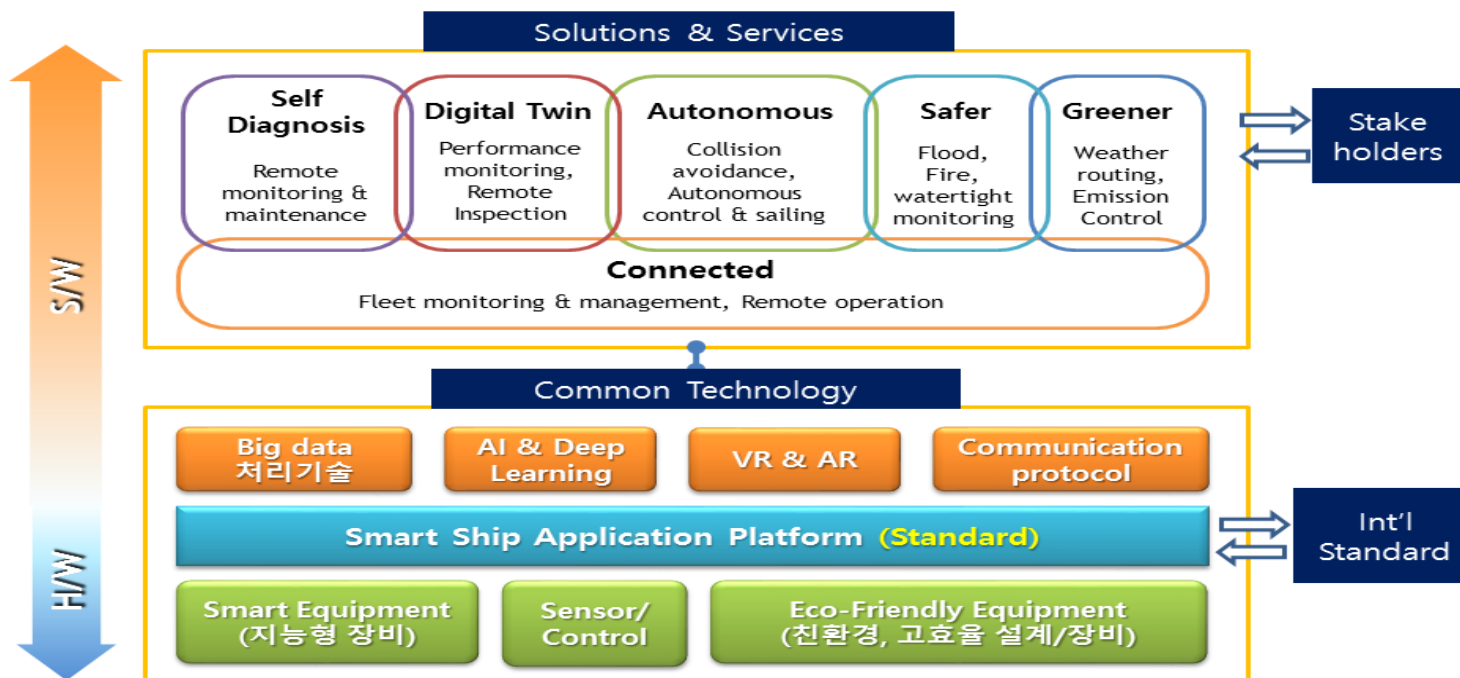 Solutions & Services
Self
Diagnosis
Remote
monitoring &
maintenance
Digital Twin
Performance
monitoring,
Remote
Inspection
Autonomous
Collision
avoidance,
Autonomous
control & sailing
Safer
Flood,
Fire,
watertight
monitoring
Greener
Weather
routing,
Emission
Control
Connected
Fleet monitoring & management, Remote operation
Stake
holders
S/W
H/W
Common Technology
Big data
처리기술
AI & Deep
Learning
VR & AR
Communication
protocol
Smart Ship Application Platform (Standard)
Int'l
Standard
Smart Equipment
(지능형 장비)
Sensor/
Control
Eco-Friendly Equipment
(친환경, 고효율 설계/장비)